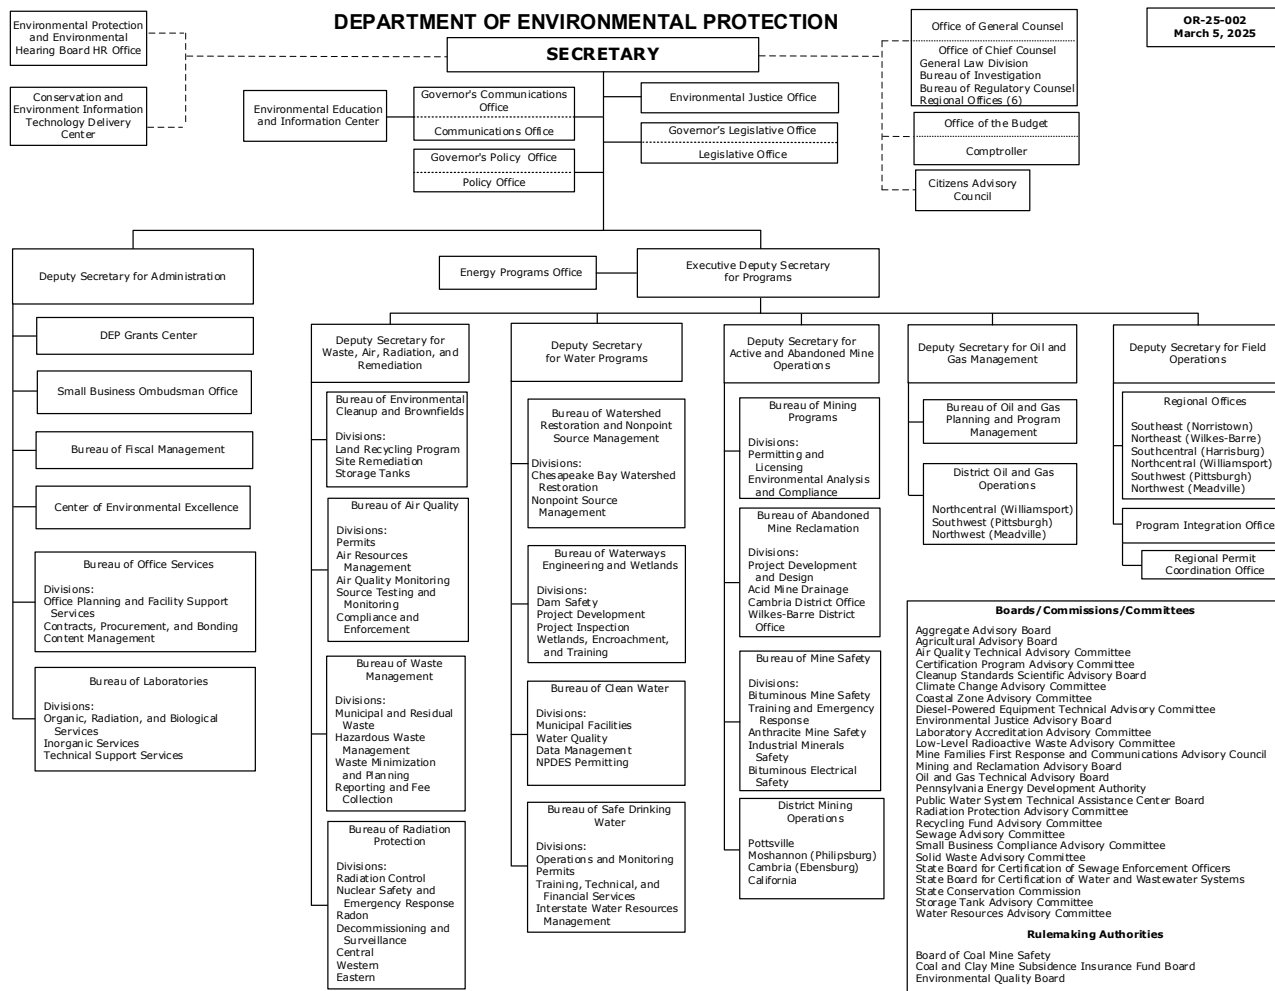 DEPARTMENT OF ENVIRONMENTAL PROTECTION
OR-25-002
March 5, 2025
SECRETARY
Environmental Protection
and Environmental
Hearing Board HR Office
Conservation and
Environment Information
Technology Delivery
Center
Environmental Education
and Information Center
Governor's Communications
Office
Communications Office
Governor's Policy Office
Policy Office
Environmental Justice Office
Governor's Legislative Office
Legislative Office
Office of General Counsel
Office of Chief Counsel
General Law Division
Bureau of Investigation
Bureau of Regulatory Counsel
Regional Offices (6)
Office of the Budget
Comptroller
Citizens Advisory
Council
Deputy Secretary for Administration
DEP Grants Center
Small Business Ombudsman Office
Bureau of Fiscal Management
Center of Environmental Excellence
Bureau of Office Services
Divisions:
Office Planning and Facility Support
Services
Contracts, Procurement, and Bonding
Content Management
Bureau of Laboratories
Divisions:
Organic, Radiation, and Biological
Services
Inorganic Services
Technical Support Services
Energy Programs Office
Executive Deputy Secretary
for Programs
Deputy Secretary for
Waste, Air, Radiation, and
Remediation
Bureau of Environmental
Cleanup and Brownfields
Divisions:
Land Recycling Program
Site Remediation
Storage Tanks
Bureau of Air Quality
Divisions:
Permits
Air Resources
Management
Air Quality Monitoring
Source Testing and
Monitoring
Compliance and
Enforcement
Bureau of Waste
Management
Divisions:
Municipal and Residual
Waste
Hazardous Waste
Management
Waste Minimization
and Planning
Reporting and Fee
Collection
Bureau of Radiation
Protection
Divisions:
Radiation Control
Nuclear Safety and
Emergency Response
Radon
Decommissioning and
Surveillance
Central
Western
Eastern
Deputy Secretary
for Water Programs
Bureau of Watershed
Restoration and Nonpoint
Source Management
Divisions:
Chesapeake Bay Watershed
Restoration
Nonpoint Source
Management
Bureau of Waterways
Engineering and Wetlands
Divisions:
Dam Safety
Project Development
Project Inspection
Wetlands, Encroachment,
and Training
Bureau of Clean Water
Divisions:
Municipal Facilities
Water Quality
Data Management
NPDES Permitting
Bureau of Safe Drinking
Water
Divisions:
Operations and Monitoring
Permits
Training, Technical, and
Financial Services
Interstate Water Resources
Management
Deputy Secretary for
Active and Abandoned Mine
Operations
Bureau of Mining
Programs
Divisions:
Permitting and
Licensing
Environmental Analysis
and Compliance
Bureau of Abandoned
Mine Reclamation
Divisions:
Project Development
and Design
Acid Mine Drainage
Cambria District Office
Wilkes-Barre District
Office
Bureau of Mine Safety
Divisions:
Bituminous Mine Safety
Training and Emergency
Response
Anthracite Mine Safety
Industrial Minerals
Safety
Bituminous Electrical
Safety
District Mining
Operations
Pottsville
Moshannon (Philipsburg)
Cambria (Ebensburg)
California
Deputy Secretary for Oil and
Gas Management
Bureau of Oil and Gas
Planning and Program
Management
District Oil and Gas
Operations
Northcentral (Williamsport)
Southwest (Pittsburgh)
Northwest (Meadville)
Deputy Secretary for Field
Operations
Regional Offices
Southeast (Norristown)
Northeast (Wilkes-Barre)
Southcentral (Harrisburg)
Northcentral (Williamsport)
Southwest (Pittsburgh)
Northwest (Meadville)
Program Integration Office
Regional Permit
Coordination Office
Boards/Commissions/Committees
Aggregate Advisory Board
Agricultural Advisory Board
Air Quality Technical Advisory Committee
Certification Program Advisory Committee
Cleanup Standards Scientific Advisory Board
Climate Change Advisory Committee
Coastal Zone Advisory Committee
Diesel-Powered Equipment Technical Advisory Committee
Environmental Justice Advisory Board
Laboratory Accreditation Advisory Committee
Low-Level Radioactive Waste Advisory Committee
Mine Families First Response and Communications Advisory Council
Mining and Reclamation Advisory Board
Oil and Gas Technical Advisory Board
Pennsylvania Energy Development Authority
Public Water System Technical Assistance Center Board
Radiation Protection Advisory Committee
Recycling Fund Advisory Committee
Sewage Advisory Committee
Small Business Compliance Advisory Committee
Solid Waste Advisory Committee
State Board for Certification of Sewage Enforcement Officers
State Board for Certification of Water and Wastewater Systems
State Conservation Commission
Storage Tank Advisory Committee
Water Resources Advisory Committee
Rulemaking Authorities
Board of Coal Mine Safety
Coal and Clay Mine Subsidence Insurance Fund Board
Environmental Quality Board